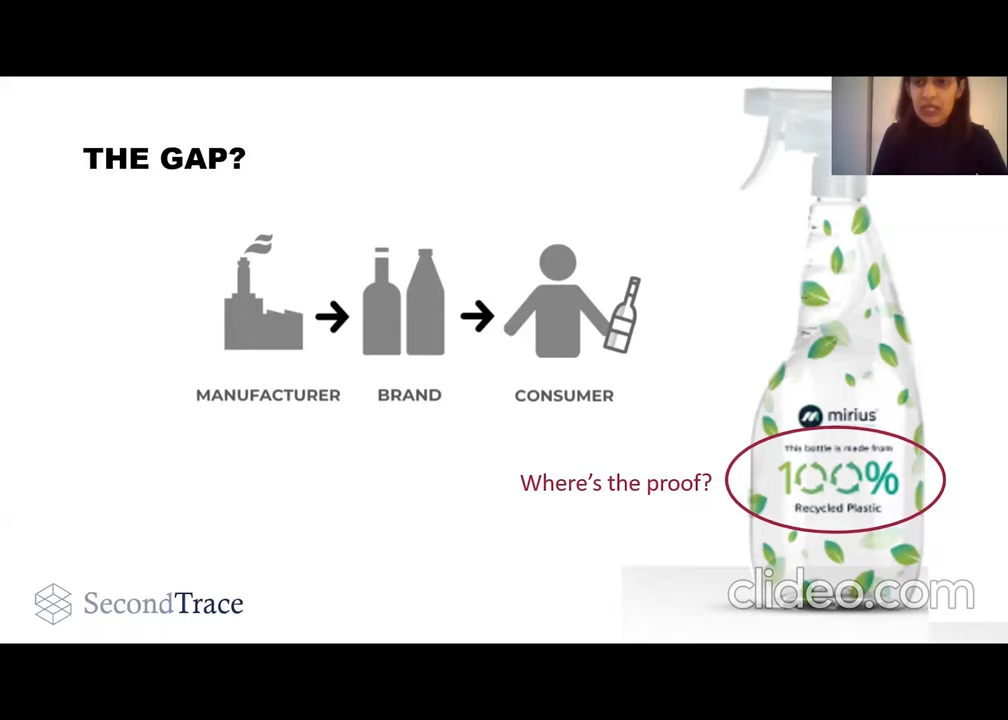 THE GAP?
MANUFACTURER
BRAND
CONSUMER
mirius
This bottle is made from
100%
Recycled Plastic
Where's the proof?
SecondTrace
clideo.com